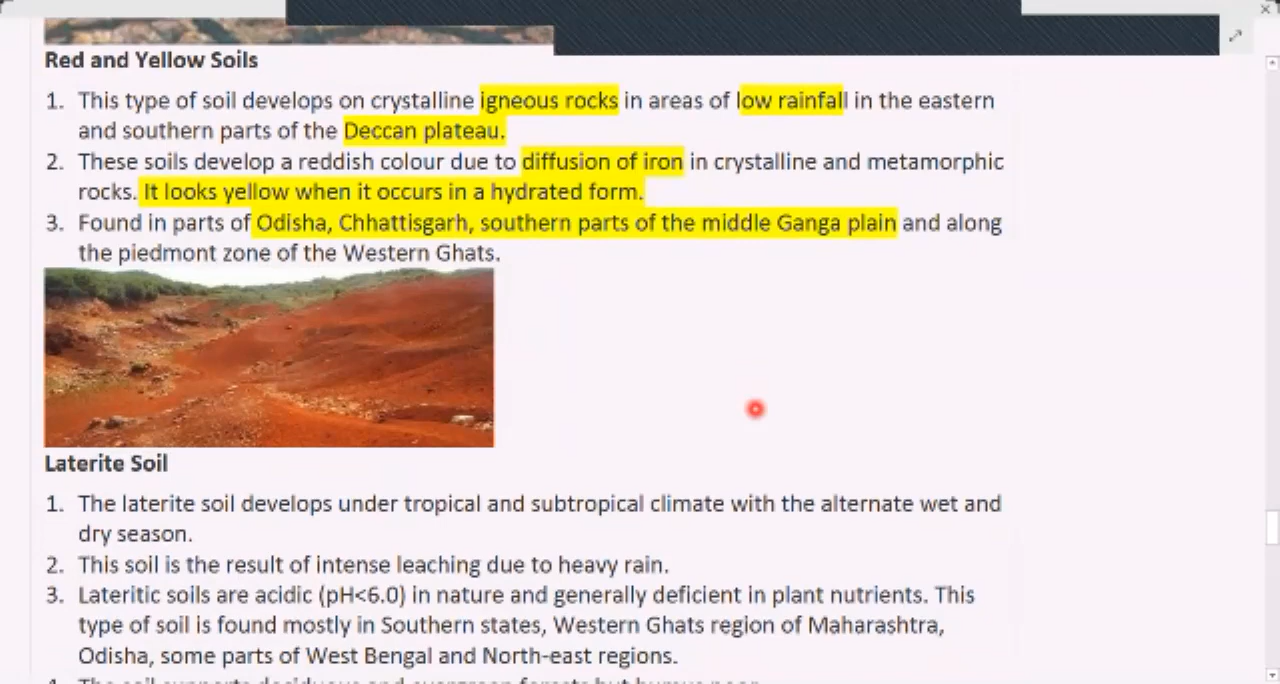 Red and Yellow Soils
1. This type of soil develops on crystalline igneous rocks in areas of low rainfall in the eastern
and southern parts of the Deccan plateau.
2. These soils develop a reddish colour due to diffusion of iron in crystalline and metamorphic
rocks. It looks yellow when it occurs in a hydrated form.
3. Found in parts of Odisha, Chhattisgarh, southern parts of the middle Ganga plain and along
the piedmont zone of the Western Ghats.
Laterite Soil
1. The laterite soil develops under tropical and subtropical climate with the alternate wet and
dry season.
2. This soil is the result of intense leaching due to heavy rain.
3. Lateritic soils are acidic (pH<6.0) in nature and generally deficient in plant nutrients. This
type of soil is found mostly in Southern states, Western Ghats region of Maharashtra,
Odisha, some parts of West Bengal and North-east regions.